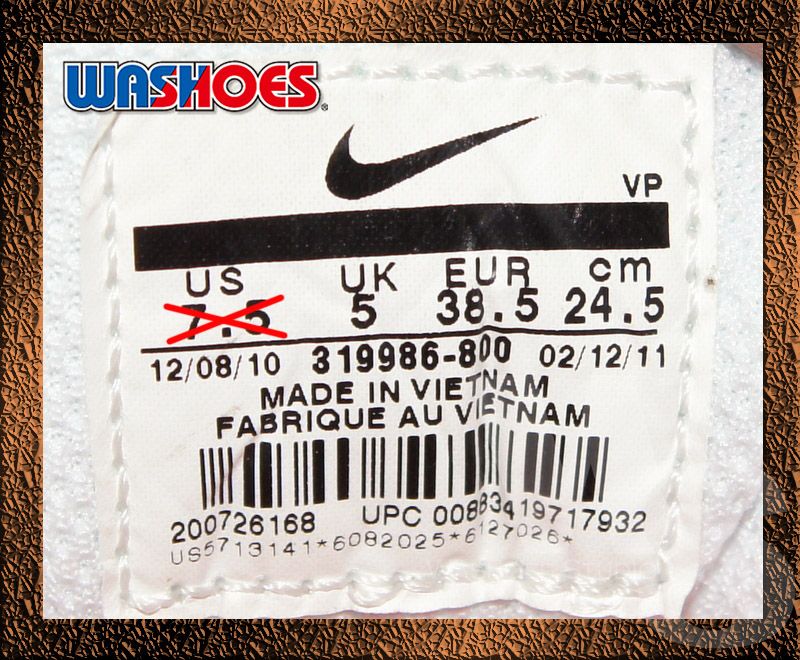 WASHOES®
VP
US UK EUR cm
7.5 5 38.5 24.5
12/08/10 319986-800 02/12/11
MADE IN VIETNAM
FABRIQUE AU VIETNAM
200726168 UPC 00883419717932
US5713141*6082025*6127026*